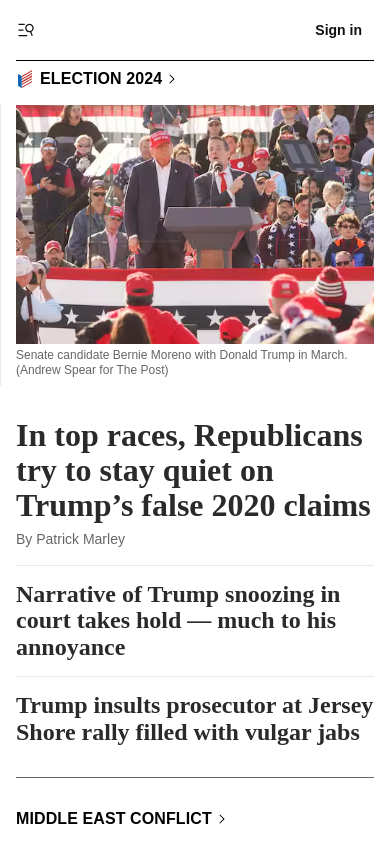 Sign in
ELECTION 2024
Senate candidate Bernie Moreno with Donald Trump in March.
(Andrew Spear for The Post)
In top races, Republicans
try to stay quiet on
Trump’s false 2020 claims
By Patrick Marley
Narrative of Trump snoozing in
court takes hold — much to his
annoyance
Trump insults prosecutor at Jersey
Shore rally filled with vulgar jabs
MIDDLE EAST CONFLICT